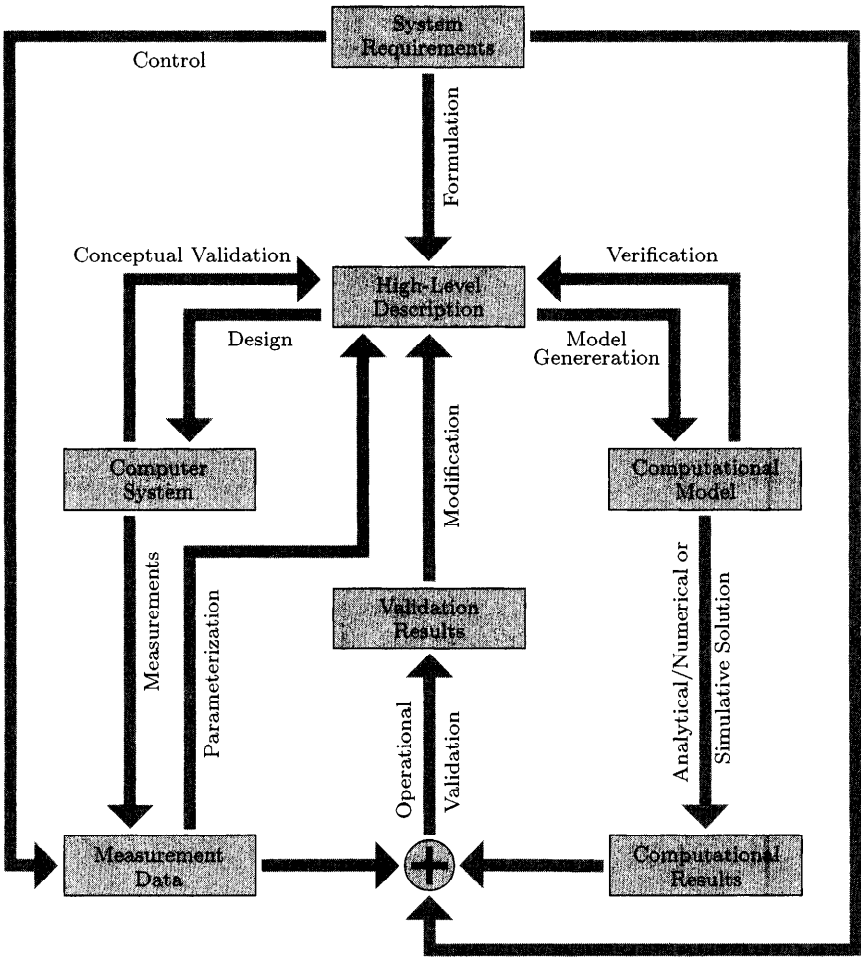 System
Requirements
Control
Formulation
Conceptual Validation
Verification
High-Level
Description
Design
Model
Genereration
Modification
Computer
System
Computational
Model
Measurements
Parameterization
Validation
Results
Analytical/Numerical or
Simulative Solution
Operational
Validation
Measurement
Data
Computational
Results